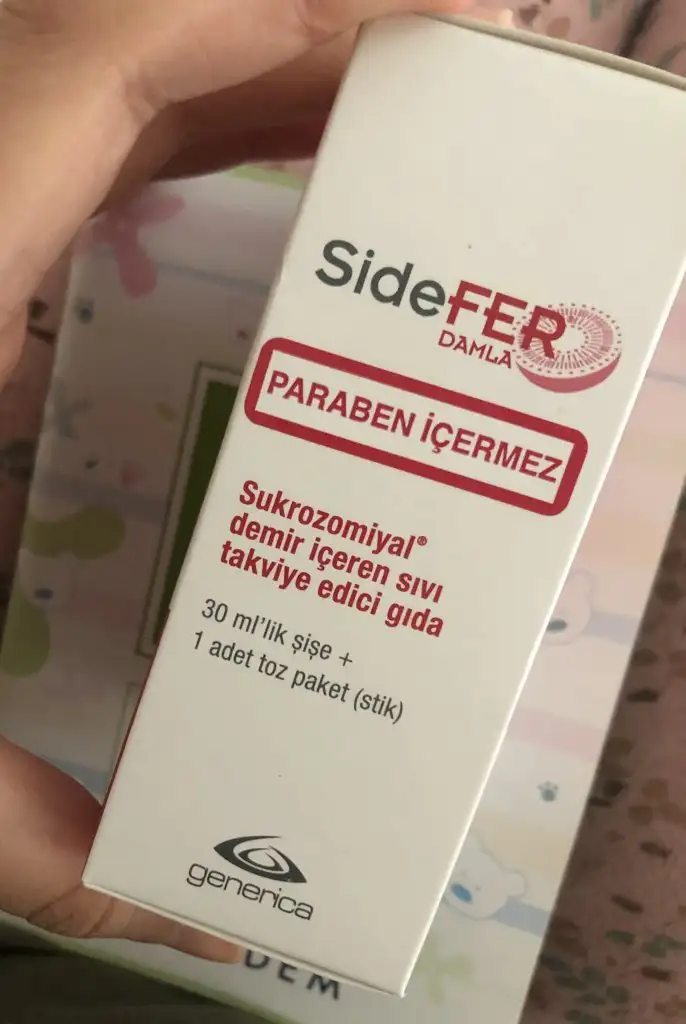 SideFER
DAMLA
PARABEN İÇERMEZ
Sukrozomiyal®
demir içeren sıvı
takviye edici gıda
30 ml'lik şişe +
1 adet toz paket (stik)
generica
DEM